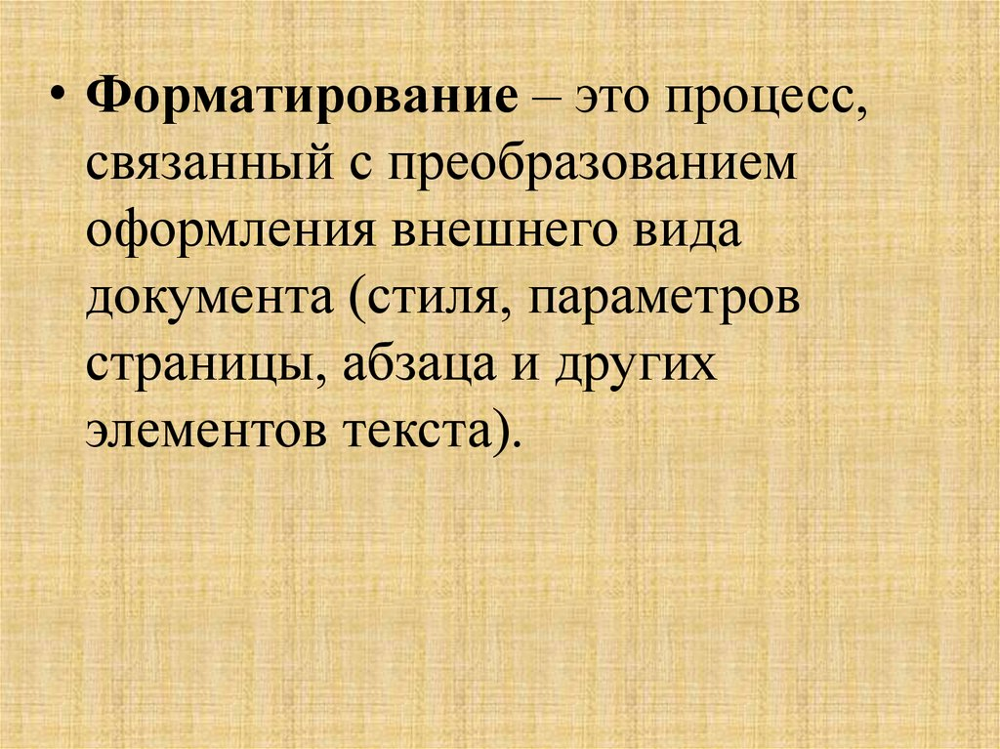 • Форматирование – это процесс,
связанный с преобразованием
оформления внешнего вида
документа (стиля, параметров
страницы, абзаца и других
элементов текста).